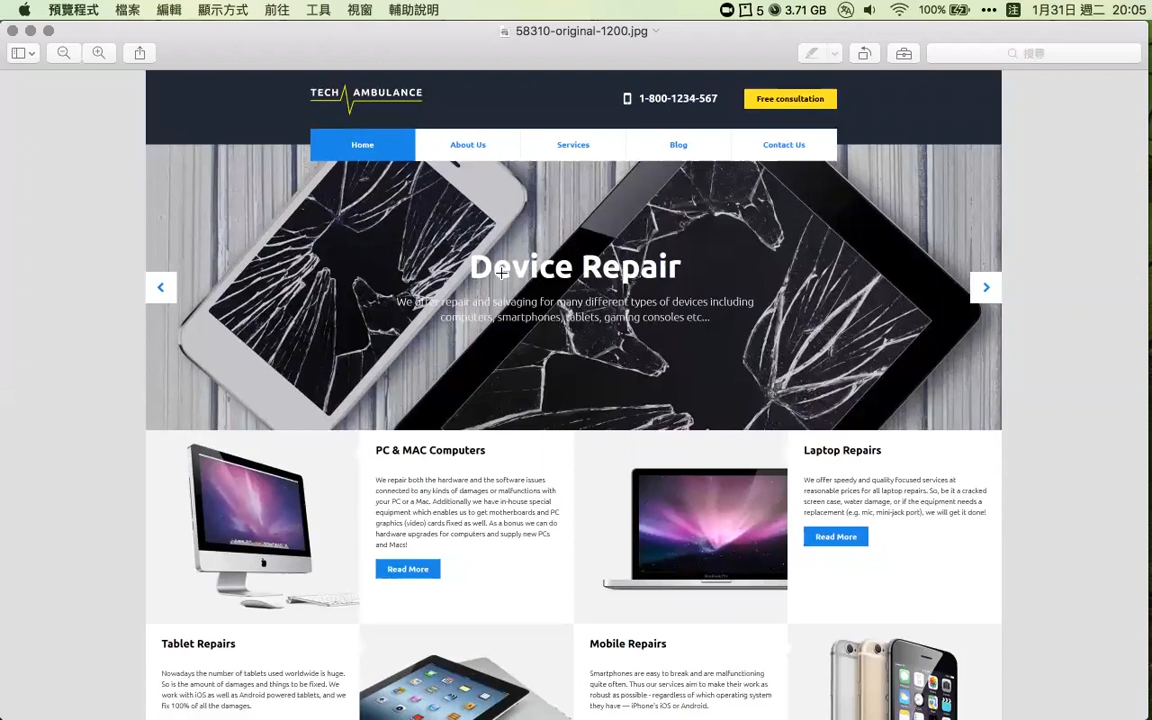 預覽程式 檔案 編輯 顯示方式 前往 工具 視窗 輔助說明 5 3.71 GB 100% 注 1月31日 週二 20:05
58310-original-1200.jpg
搜尋
TECH AMBULANCE
1-800-1234-567
Free consultation
Home About Us Services Blog Contact Us
Device Repair
We offer repair and salvaging for many different types of devices including
computers, smartphones, tablets, gaming consoles etc...
PC & MAC Computers
We repair both the hardware and the software issues
connected to any kinds of damages or malfunctions with
your PC or a Mac. Additionally we have in-house special
equipment which enables us to get motherboards and PC
graphics (video) cards fixed as well. As a bonus we can do
hardware upgrades for computers and supply new PCs
and Macs!
Read More
Laptop Repairs
We offer speedy and quality focused services at
reasonable prices for all laptop repairs. So, be it a cracked
screen case, water damage, or if the equipment needs a
replacement (e.g. mic, mini-jack port), we will get it done!
Read More
Tablet Repairs
Nowadays the number of tablets used worldwide is huge.
So is the amount of damages and things to be fixed. We
work with iOS as well as Android powered tablets, and we
fix 100% of all the damages.
Mobile Repairs
Smartphones are easy to break and are malfunctioning
quite often. Thus our services aim to make their work as
robust as possible - regardless of which operating system
they have — iPhone's iOS or Android.